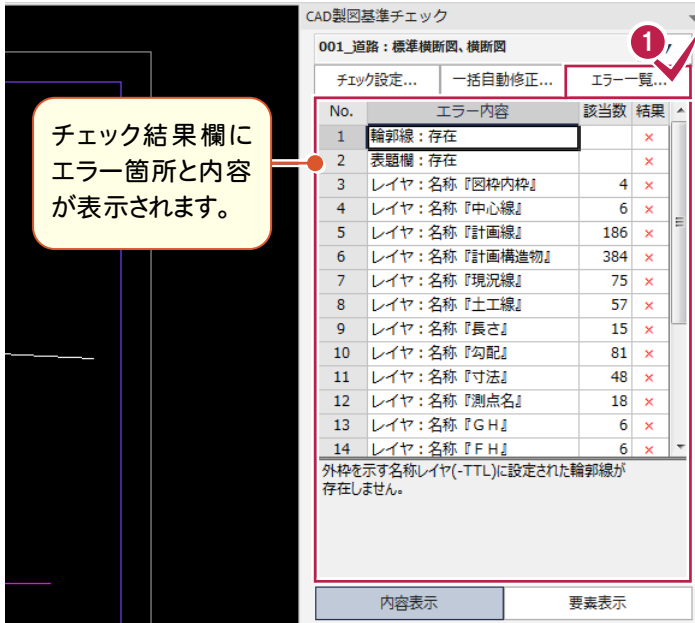 CAD製図基準チェック
001_道路：標準横断図、横断図
1
チェック設定... 一括自動修正... エラー一覧...
チェック結果欄に
エラー箇所と内容
が表示されます。
No. エラー内容 該当数 結果
1 輪郭線：存在 ×
2 表題欄：存在 ×
3 レイヤ：名称『図枠内枠』 4 ×
4 レイヤ：名称『中心線』 6 ×
5 レイヤ：名称『計画線』 186 ×
6 レイヤ：名称『計画構造物』 384 ×
7 レイヤ：名称『現況線』 75 ×
8 レイヤ：名称『土工線』 57 ×
9 レイヤ：名称『長さ』 15 ×
10 レイヤ：名称『勾配』 81 ×
11 レイヤ：名称『寸法』 48 ×
12 レイヤ：名称『測点名』 18 ×
13 レイヤ：名称『ＧＨ』 6 ×
14 レイヤ：名称『ＦＨ』 6 ×
外枠を示す名称レイヤ(-TTL)に設定された輪郭線が
存在しません。
内容表示 要素表示